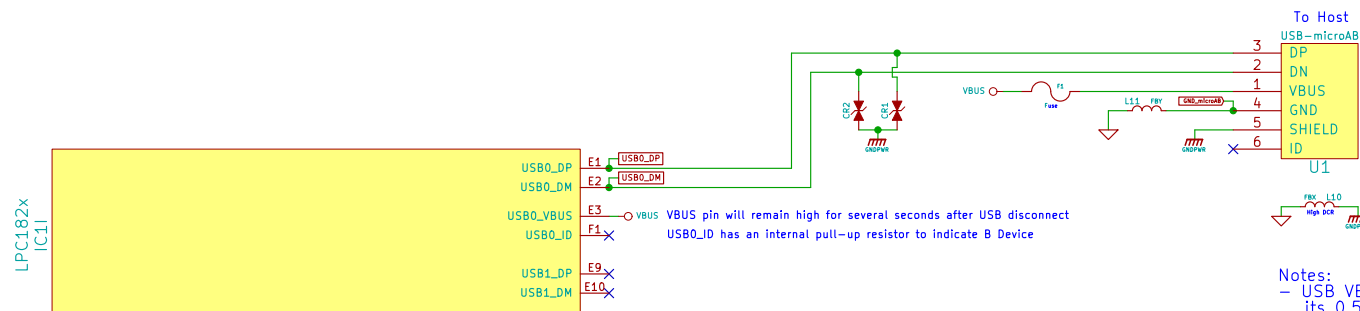 To Host
USB-microAB
3 DP
2 DN
VBUS F1 1 VBUS
Fuse
L11 FBY GND_microAB 4 GND
CR2 CR1
5 SHIELD
GNDPWR GNDPWR
6 ID
U1
USB0_DP E1 USB0_DP
USB0_DM E2 USB0_DM
FBX L10
High DCR
USB0_VBUS E3 VBUS VBUS pin will remain high for several seconds after USB disconnect
USB0_ID F1 USB0_ID has an internal pull-up resistor to indicate B Device
LPC182x
IC1I
USB1_DP E9
USB1_DM E10
Notes:
- USB VB
its 0.5